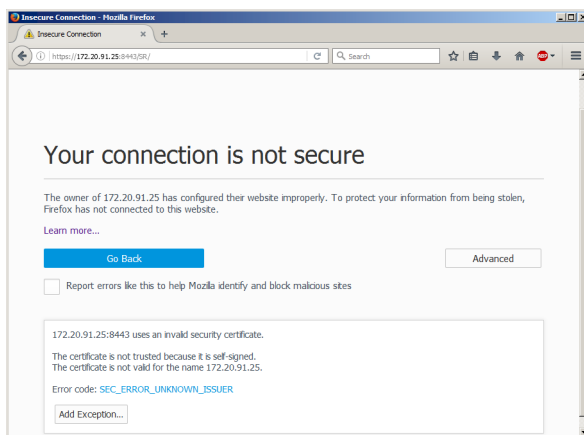 Insecure Connection - Mozilla Firefox
Insecure Connection
https://172.20.91.25:8443/SR/
Search
ABP
Your connection is not secure
The owner of 172.20.91.25 has configured their website improperly. To protect your information from being stolen,
Firefox has not connected to this website.
Learn more...
Go Back
Advanced
Report errors like this to help Mozilla identify and block malicious sites
172.20.91.25:8443 uses an invalid security certificate.
The certificate is not trusted because it is self-signed.
The certificate is not valid for the name 172.20.91.25.
Error code: SEC_ERROR_UNKNOWN_ISSUER
Add Exception...